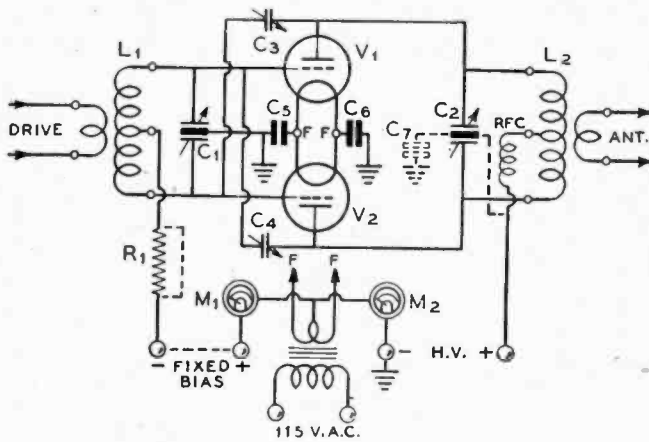 C3
V1
L1
L2
DRIVE
C1
C5
F
F
C6
C7
C2
RFC
ANT.
V2
C4
R1
F
F
M1
M2
- FIXED + BIAS
- H.V. +
115 V.A.C.